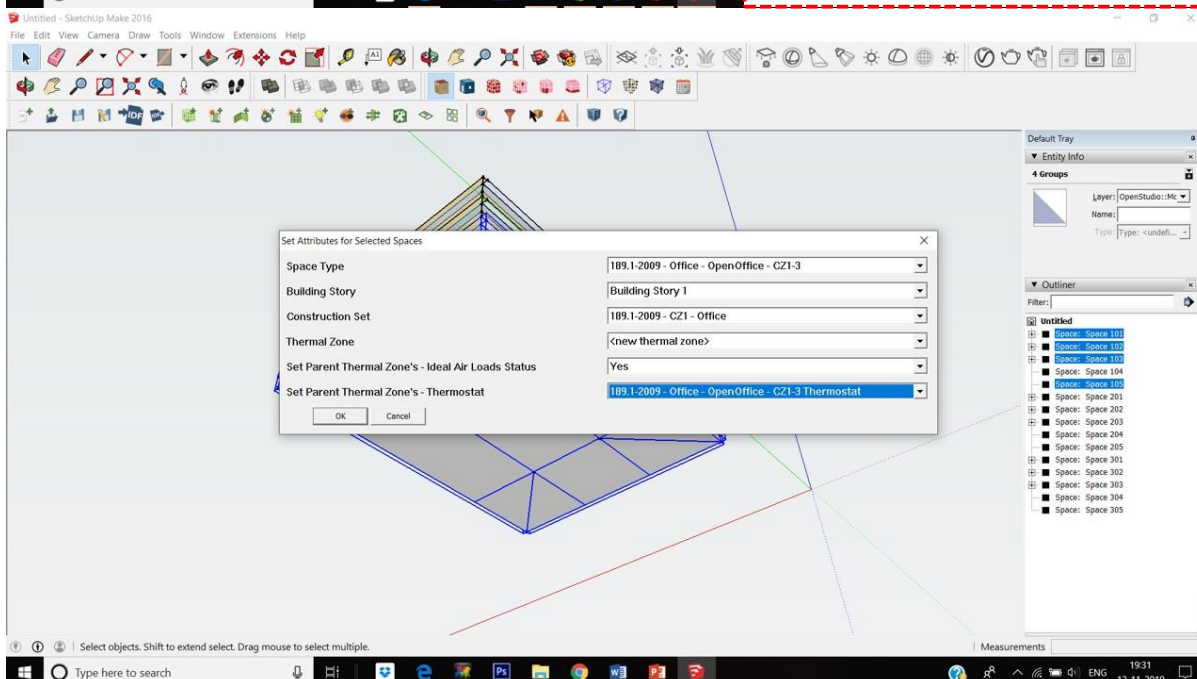 Untitled - SketchUp Make 2016
File Edit View Camera Draw Tools Window Extensions Help
A1
IDF
Default Tray
Entity Info
4 Groups
Layer: OpenStudio::Mc
Name:
Type: Type: <undefi...
Set Attributes for Selected Spaces
Space Type 189.1-2009 - Office - OpenOffice - CZ1-3
Building Story Building Story 1
Construction Set 189.1-2009 - CZ1 - Office
Thermal Zone <new thermal zone>
Set Parent Thermal Zone's - Ideal Air Loads Status Yes
Set Parent Thermal Zone's - Thermostat 189.1-2009 - Office - OpenOffice - CZ1-3 Thermostat
OK Cancel
Outliner
Filter:
Untitled
Space: Space 101
Space: Space 102
Space: Space 103
Space: Space 104
Space: Space 105
Space: Space 201
Space: Space 202
Space: Space 203
Space: Space 204
Space: Space 205
Space: Space 301
Space: Space 302
Space: Space 303
Space: Space 304
Space: Space 305
Select objects. Shift to extend select. Drag mouse to select multiple.
Measurements
Type here to search
Ps
ENG
19:31